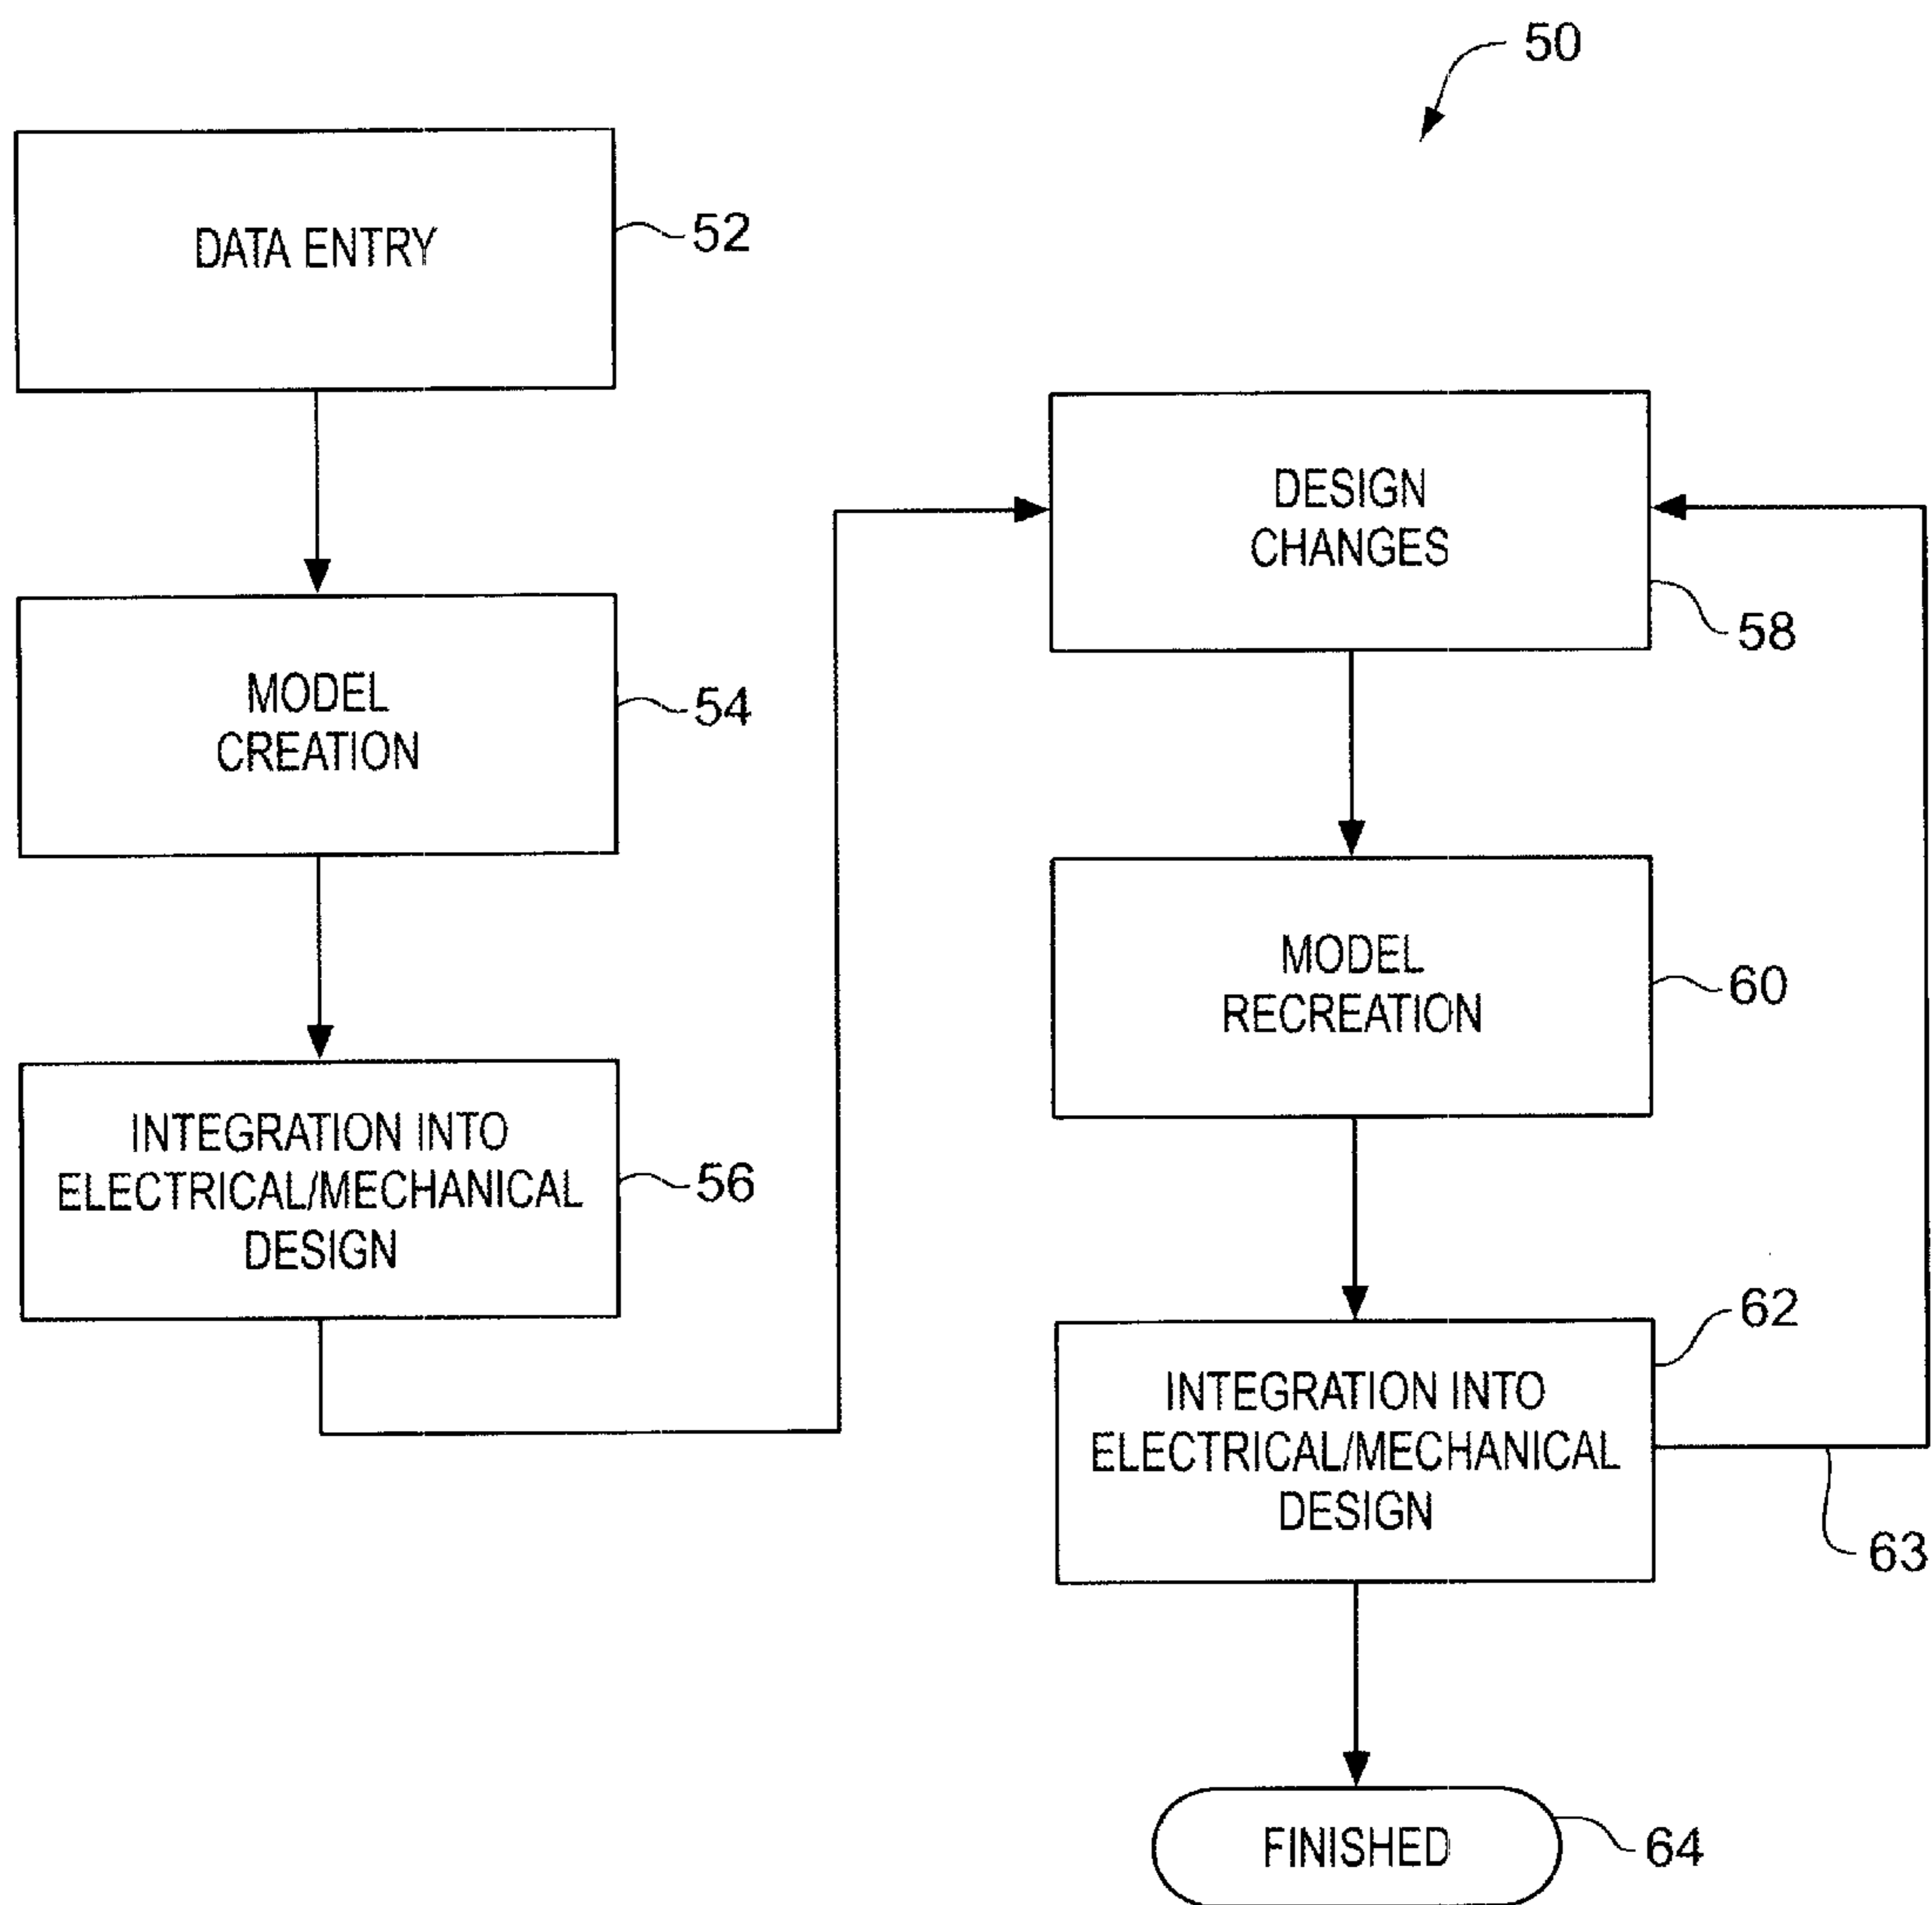 50
DATA ENTRY
52
MODEL
CREATION
54
INTEGRATION INTO
ELECTRICAL/MECHANICAL
DESIGN
56
DESIGN
CHANGES
58
MODEL
RECREATION
60
INTEGRATION INTO
ELECTRICAL/MECHANICAL
DESIGN
62
63
FINISHED
64